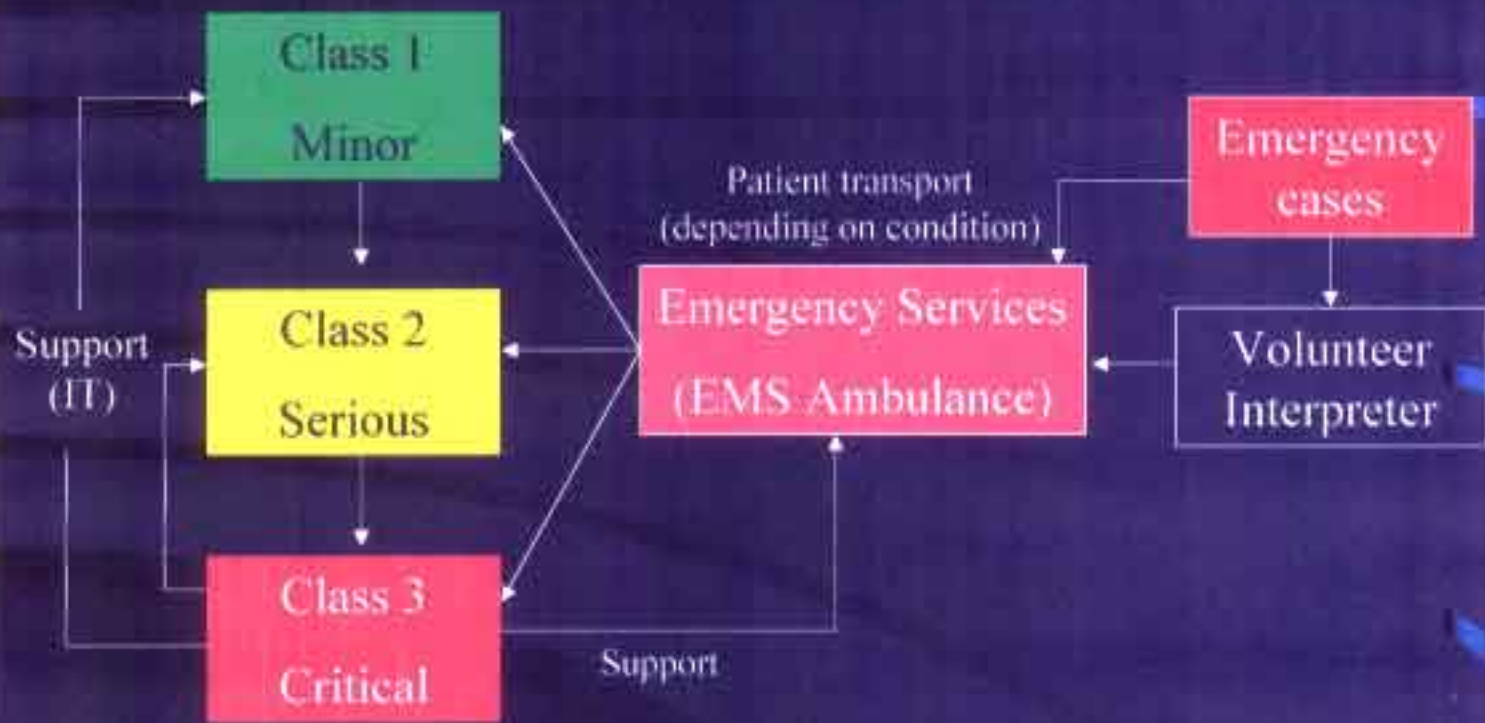 Class 1
Minor
Emergency
cases
Patient transport
(depending on condition)
Emergency Services
(EMS Ambulance)
Volunteer
Interpreter
Class 2
Serious
Support
(IT)
Class 3
Critical
Support